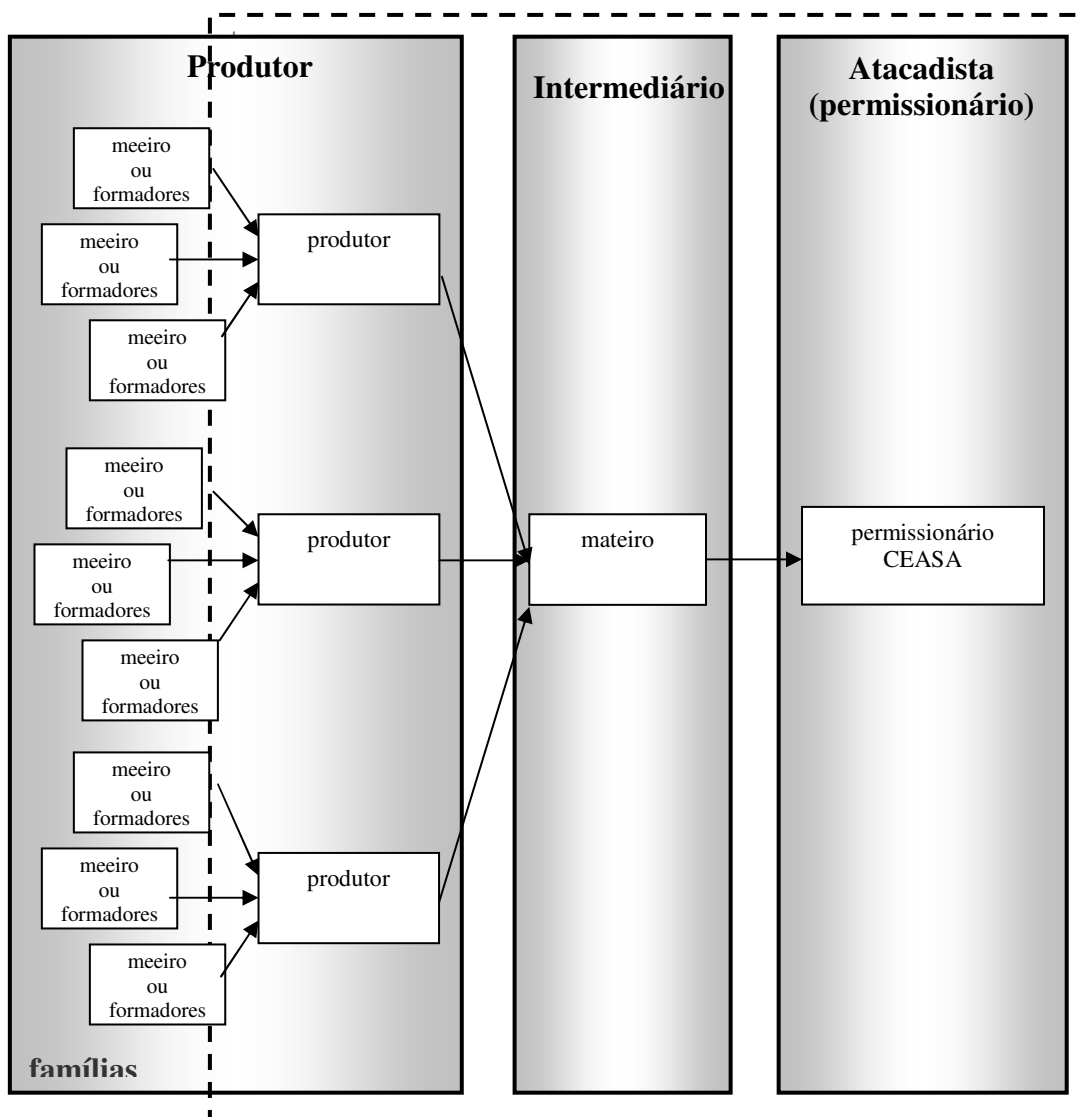 Produtor
Intermediário
Atacadista
(permissionário)
meeiro
ou
formadores
meeiro
ou
formadores
meeiro
ou
formadores
produtor
meeiro
ou
formadores
meeiro
ou
formadores
meeiro
ou
formadores
produtor
mateiro
permissionário
CEASA
meeiro
ou
formadores
meeiro
ou
formadores
meeiro
ou
formadores
produtor
famílias